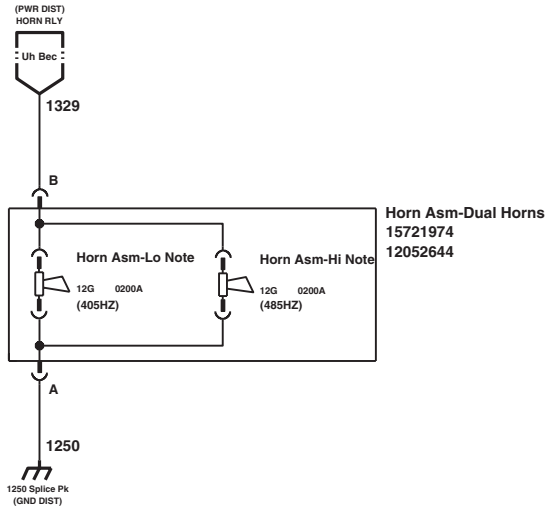 (PWR DIST)
HORN RLY
Uh Bec
1329
B
Horn Asm-Dual Horns
15721974
12052644
Horn Asm-Lo Note
12G 0200A
(405HZ)
Horn Asm-Hi Note
12G 0200A
(485HZ)
A
1250
1250 Splice Pk
(GND DIST)